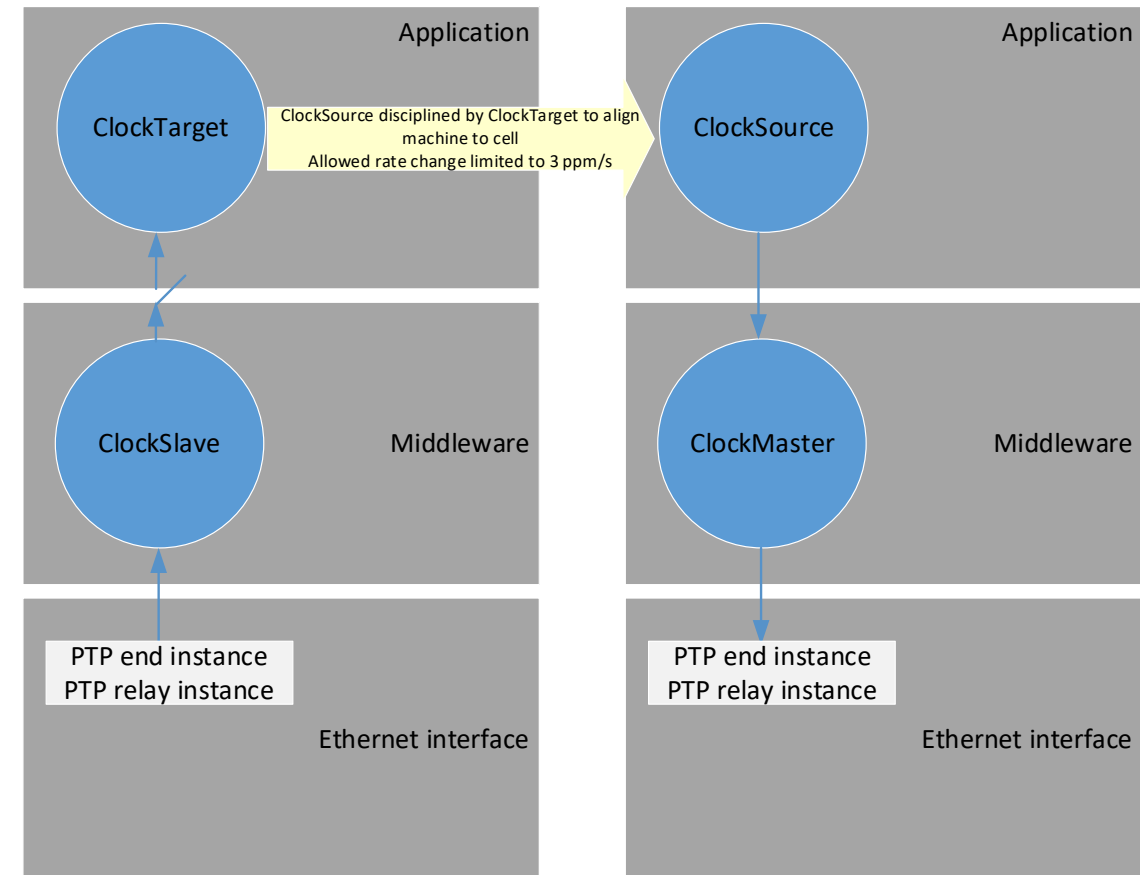 Application
ClockTarget
ClockSource disciplined by ClockTarget to align
machine to cell
Allowed rate change limited to 3 ppm/s
Application
ClockSource
ClockSlave
Middleware
ClockMaster
Middleware
PTP end instance
PTP relay instance
Ethernet interface
PTP end instance
PTP relay instance
Ethernet interface